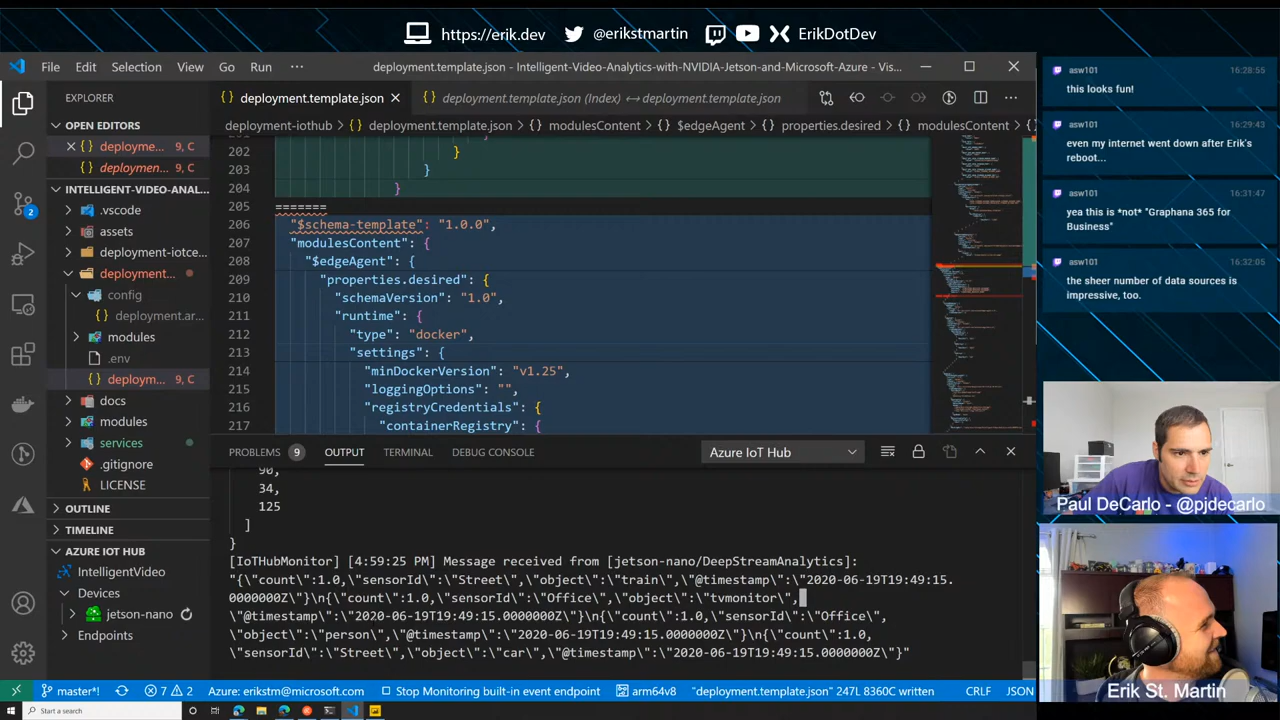 https://erik.dev
@erikstmartin
ErikDotDev
File Edit Selection View Go Run ···
deployment.template.json - Intelligent-Video-Analytics-with-NVIDIA-Jetson-and-Microsoft-Azure - Vis...
EXPLORER
deployment.template.json
deployment.template.json (Index) ↔ deployment.template.json
OPEN EDITORS
deployme... 9, C
deployment... 9, C
INTELLIGENT-VIDEO-ANAL...
.vscode
assets
deployment-iotce...
deployment...
config
deployment.ar...
modules
.env
deploym... 9, C
docs
modules
services
.gitignore
LICENSE
OUTLINE
TIMELINE
AZURE IOT HUB
IntelligentVideo
Devices
jetson-nano
Endpoints
2
deployment-iothub > {} deployment.template.json > {} modulesContent > {} $edgeAgent > {} properties.desired > {} modulesContent > {}
202 }
203 }
204 }
205 =======
206 "$schema-template": "1.0.0",
207 "modulesContent": {
208 "$edgeAgent": {
209 "properties.desired": {
210 "schemaVersion": "1.0",
211 "runtime": {
212 "type": "docker",
213 "settings": {
214 "minDockerVersion": "v1.25",
215 "loggingOptions": "",
216 "registryCredentials": {
217 "containerRegistry": {
PROBLEMS 9 OUTPUT TERMINAL DEBUG CONSOLE
Azure IoT Hub
90,
34,
125
]
}
[IoTHubMonitor] [4:59:25 PM] Message received from [jetson-nano/DeepStreamAnalytics]:
"{\"count\":1.0,\"sensorId\":\"Street\",\"object\":\"train\",\"@timestamp\":\"2020-06-19T19:49:15.
0000000Z\"}\n{\"count\":1.0,\"sensorId\":\"Office\",\"object\":\"tvmonitor\",
\"@timestamp\":\"2020-06-19T19:49:15.0000000Z\"}\n{\"count\":1.0,\"sensorId\":\"Office\",
\"object\":\"person\",\"@timestamp\":\"2020-06-19T19:49:15.0000000Z\"}\n{\"count\":1.0,
\"sensorId\":\"Street\",\"object\":\"car\",\"@timestamp\":\"2020-06-19T19:49:15.0000000Z\"}"
master*! 7 2 Azure: erikstm@microsoft.com Stop Monitoring built-in event endpoint arm64v8 "deployment.template.json" 247L 8360C written CRLF JSON
Start a search
asw101 16:28:55
this looks fun!
asw101 16:29:43
even my internet went down after Erik's
reboot...
asw101 16:31:47
yea this is *not* "Graphana 365 for
Business"
asw101 16:32:05
the sheer number of data sources is
impressive, too.
Paul DeCarlo - @pjdecarlo
Erik St. Martin